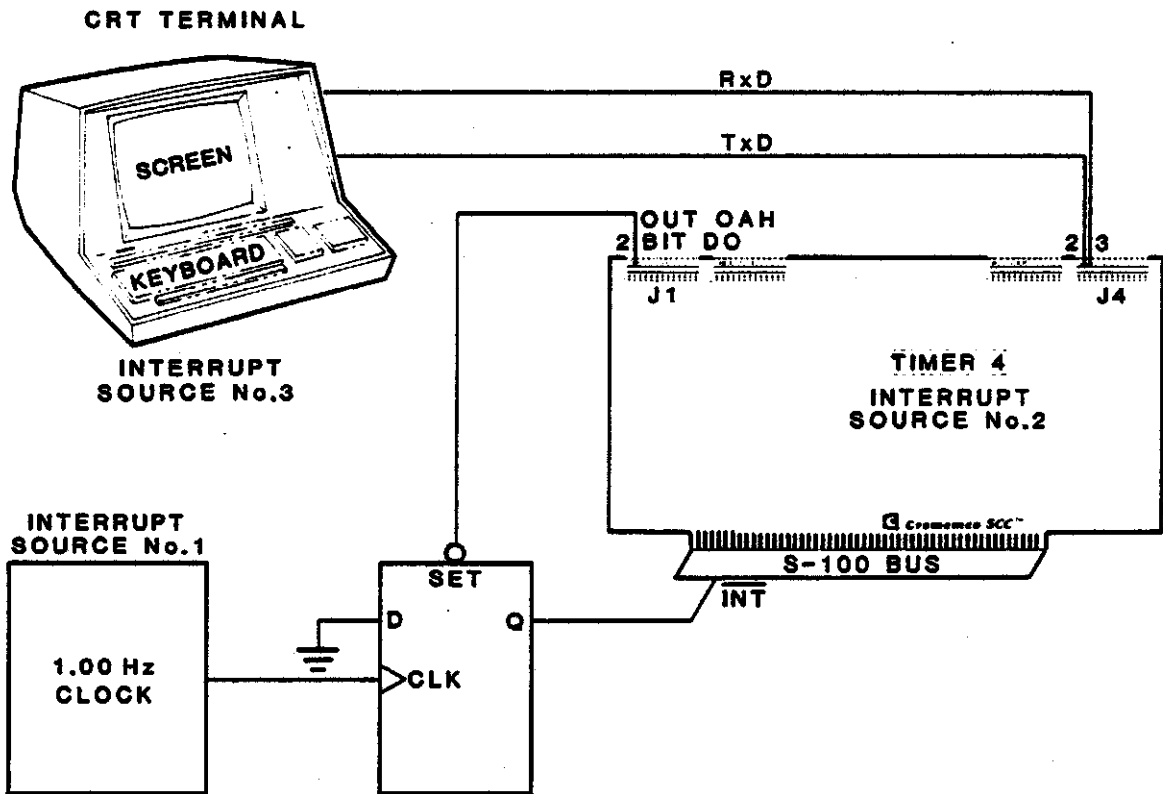 CRT TERMINAL
RxD
TxD
SCREEN
KEYBOARD
OUT OAH
2 BIT DO
2 3
J1
J4
INTERRUPT
SOURCE No.3
TIMER 4
INTERRUPT
SOURCE No.2
Cromemco SCC™
S-100 BUS
INT
INTERRUPT
SOURCE No.1
1.00 Hz
CLOCK
SET
D
Q
CLK